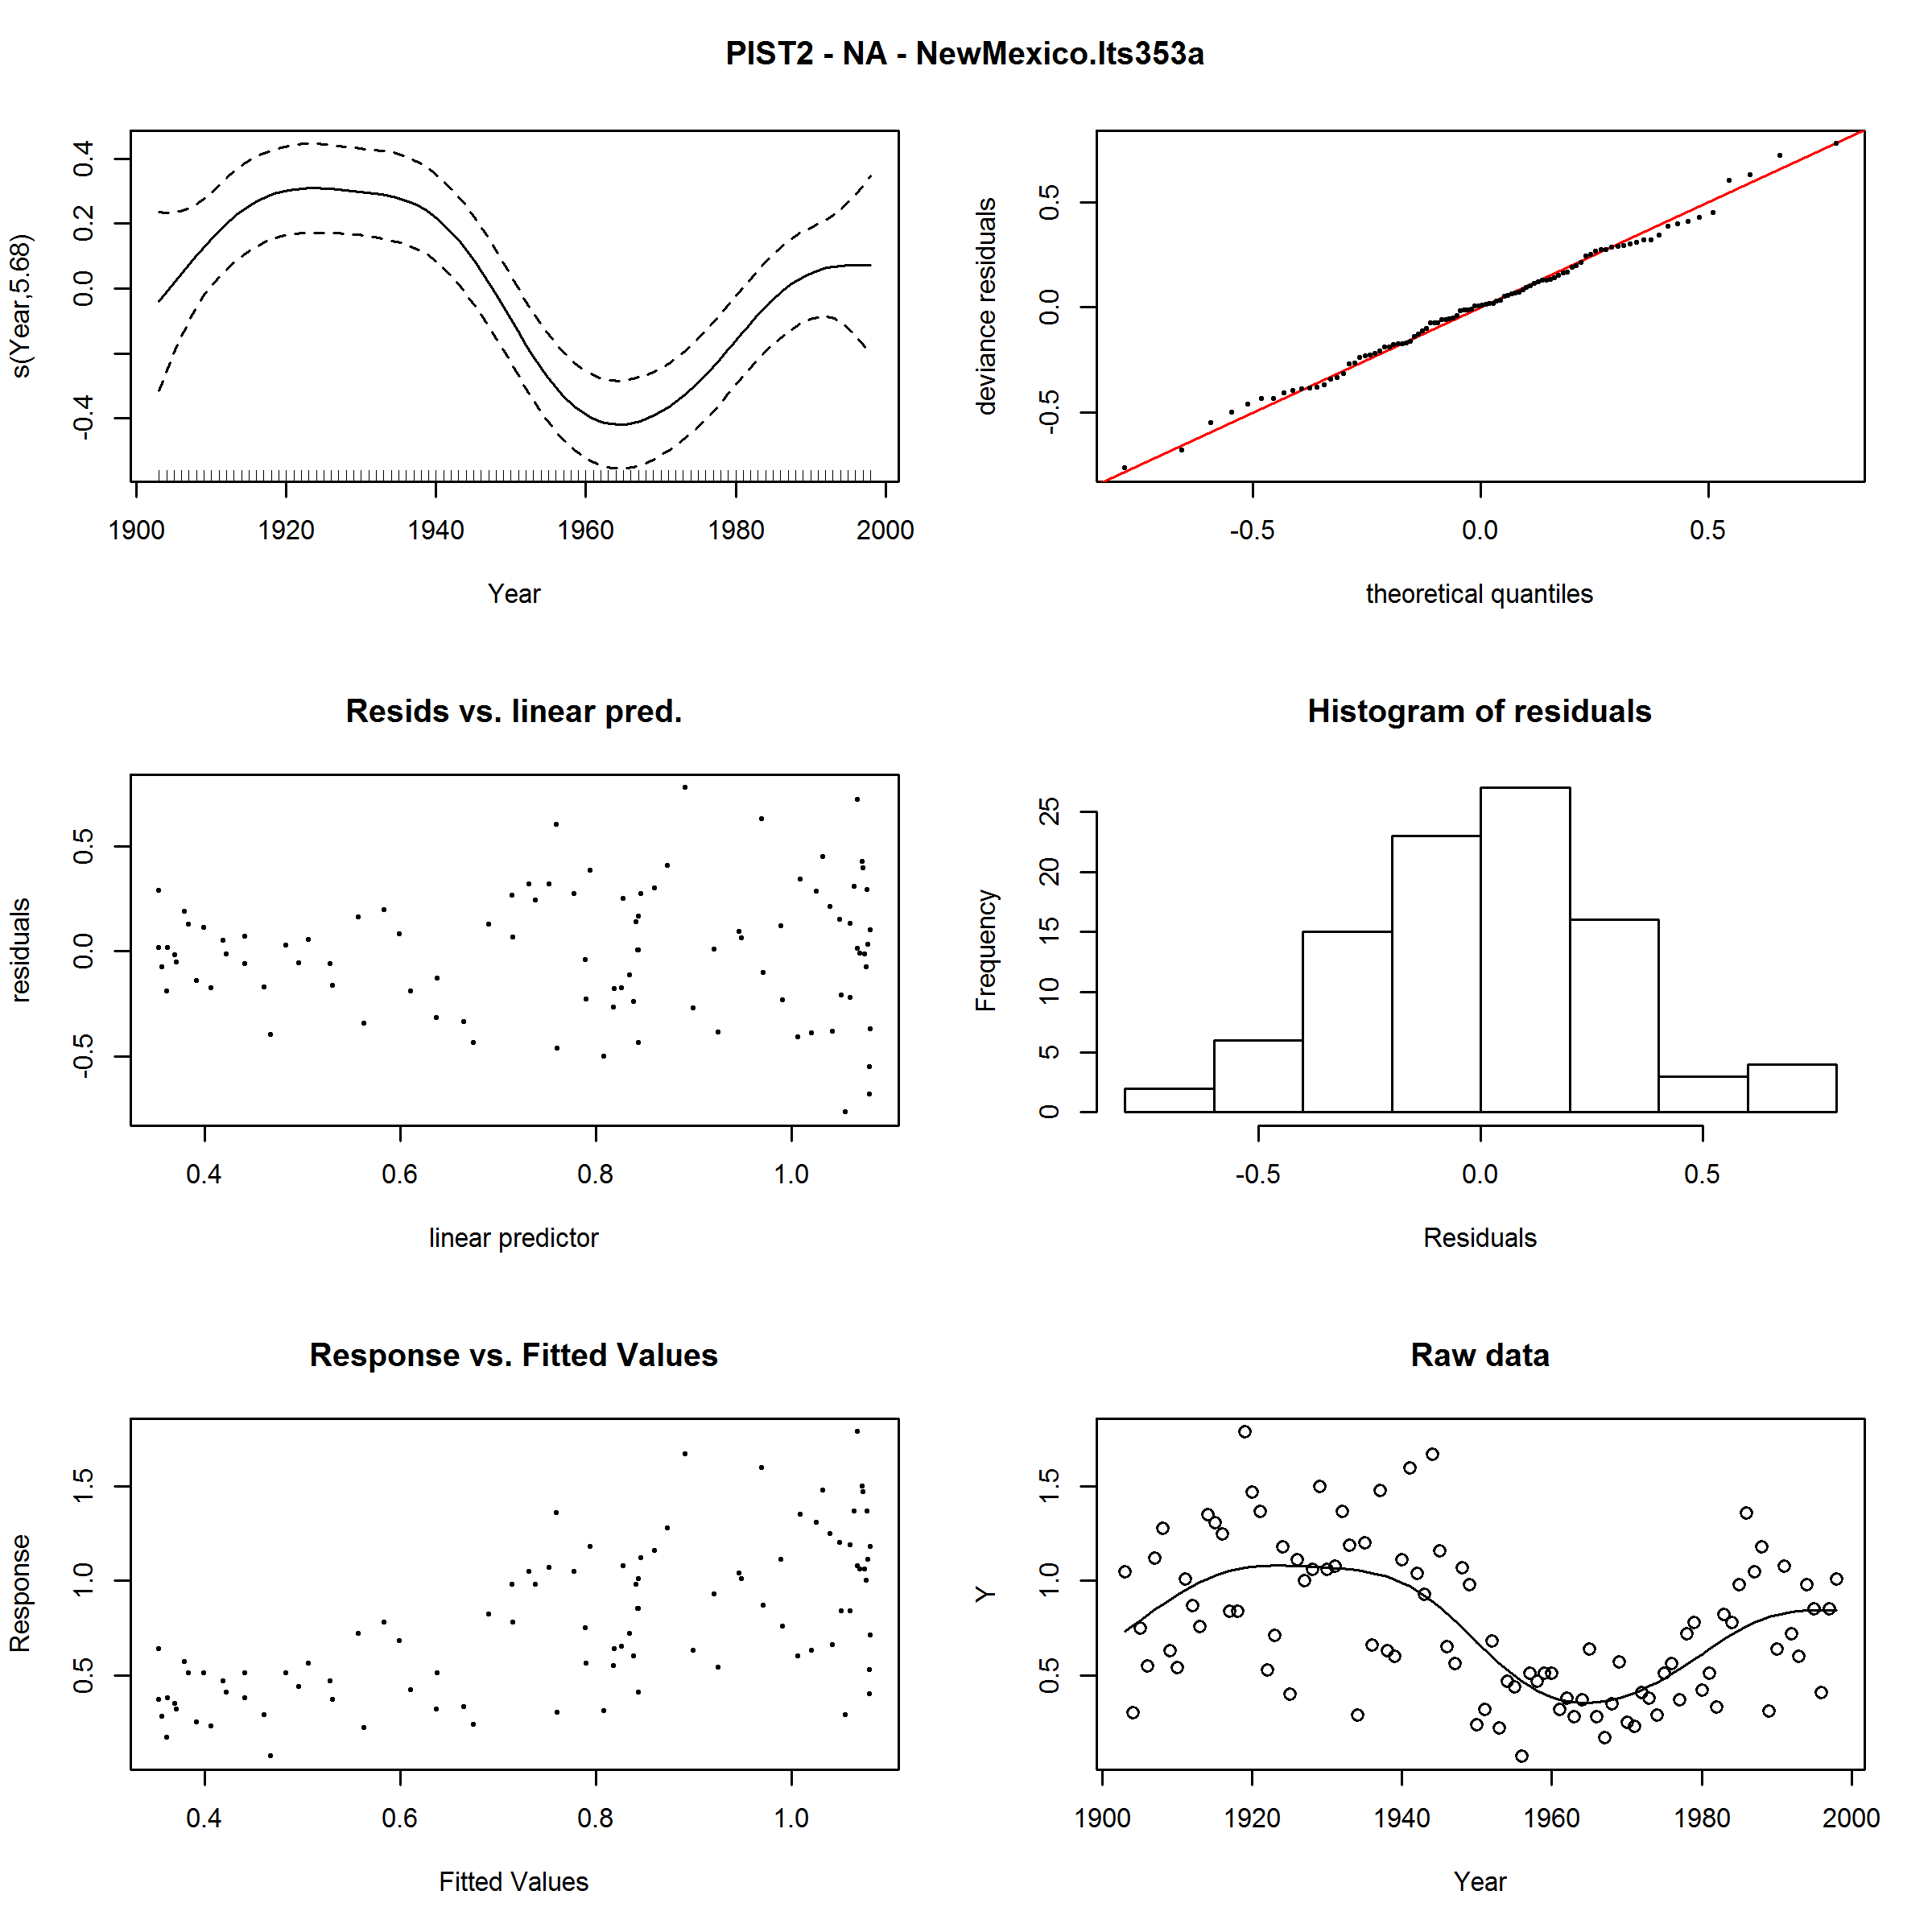 PIST2 - NA - NewMexico.lts353a
s(Year,5.68)
-0.4 0.0 0.2 0.4
1900 1920 1940 1960 1980 2000
Year
deviance residuals
-0.5 0.0 0.5
-0.5 0.0 0.5
theoretical quantiles
Resids vs. linear pred.
residuals
-0.5 0.0 0.5
0.4 0.6 0.8 1.0
linear predictor
Histogram of residuals
Frequency
0 5 10 15 20 25
-0.5 0.0 0.5
Residuals
Response vs. Fitted Values
Response
0.5 1.0 1.5
0.4 0.6 0.8 1.0
Fitted Values
Raw data
Y
0.5 1.0 1.5
1900 1920 1940 1960 1980 2000
Year